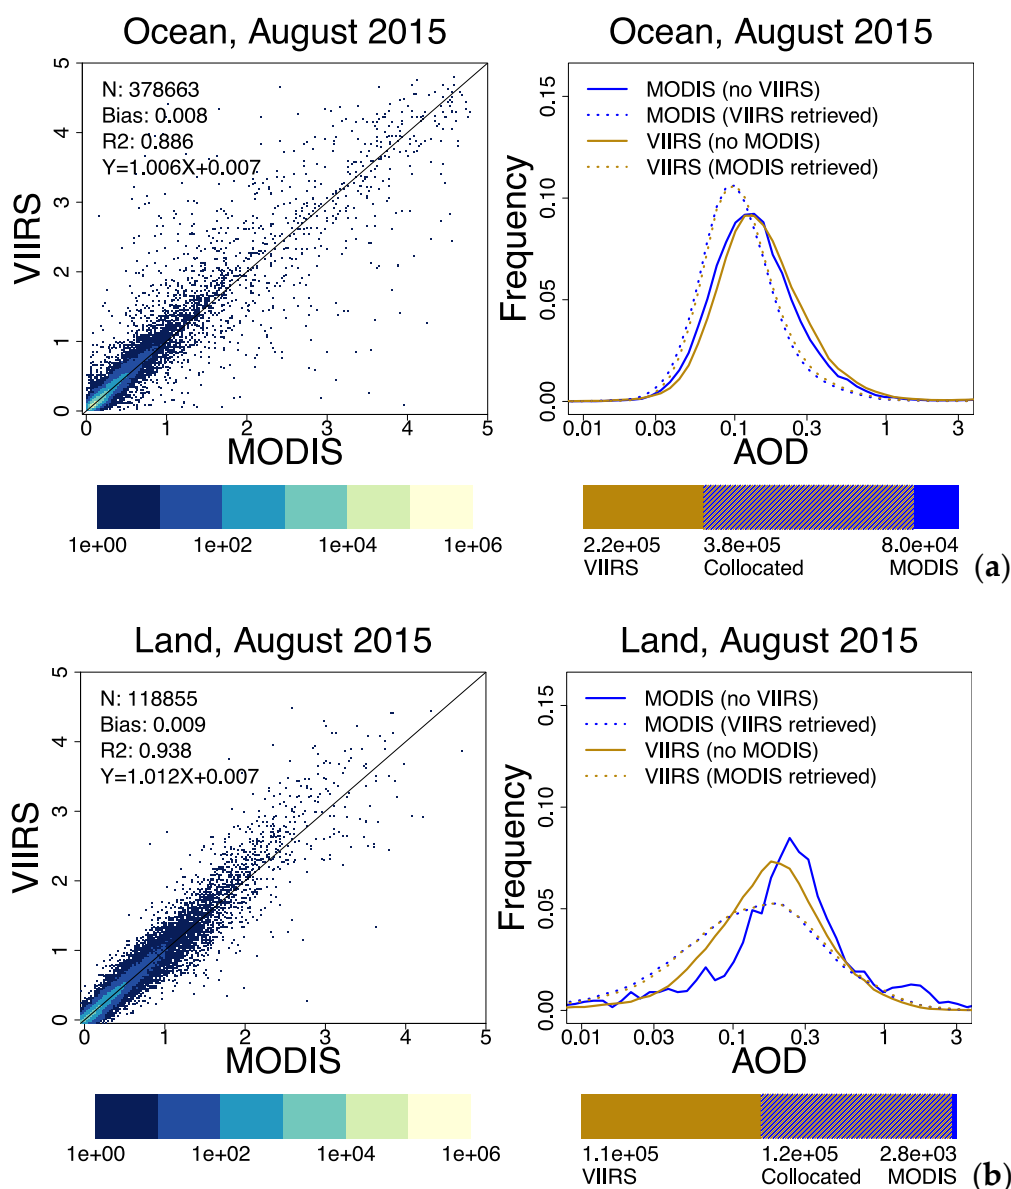 Ocean, August 2015
N: 378663
Bias: 0.008
R2: 0.886
Y=1.006X+0.007
VIIRS
0 1 2 3 4 5
0 1 2 3 4 5
MODIS
1e+00 1e+02 1e+04 1e+06
Ocean, August 2015
MODIS (no VIIRS)
MODIS (VIIRS retrieved)
VIIRS (no MODIS)
VIIRS (MODIS retrieved)
Frequency
0.00 0.05 0.10 0.15
0.01 0.03 0.1 0.3 1 3
AOD
2.2e+05 3.8e+05 8.0e+04
VIIRS Collocated MODIS
(a)
Land, August 2015
N: 118855
Bias: 0.009
R2: 0.938
Y=1.012X+0.007
VIIRS
0 1 2 3 4 5
0 1 2 3 4 5
MODIS
1e+00 1e+02 1e+04 1e+06
Land, August 2015
MODIS (no VIIRS)
MODIS (VIIRS retrieved)
VIIRS (no MODIS)
VIIRS (MODIS retrieved)
Frequency
0.00 0.05 0.10 0.15
0.01 0.03 0.1 0.3 1 3
AOD
1.1e+05 1.2e+05 2.8e+03
VIIRS Collocated MODIS
(b)